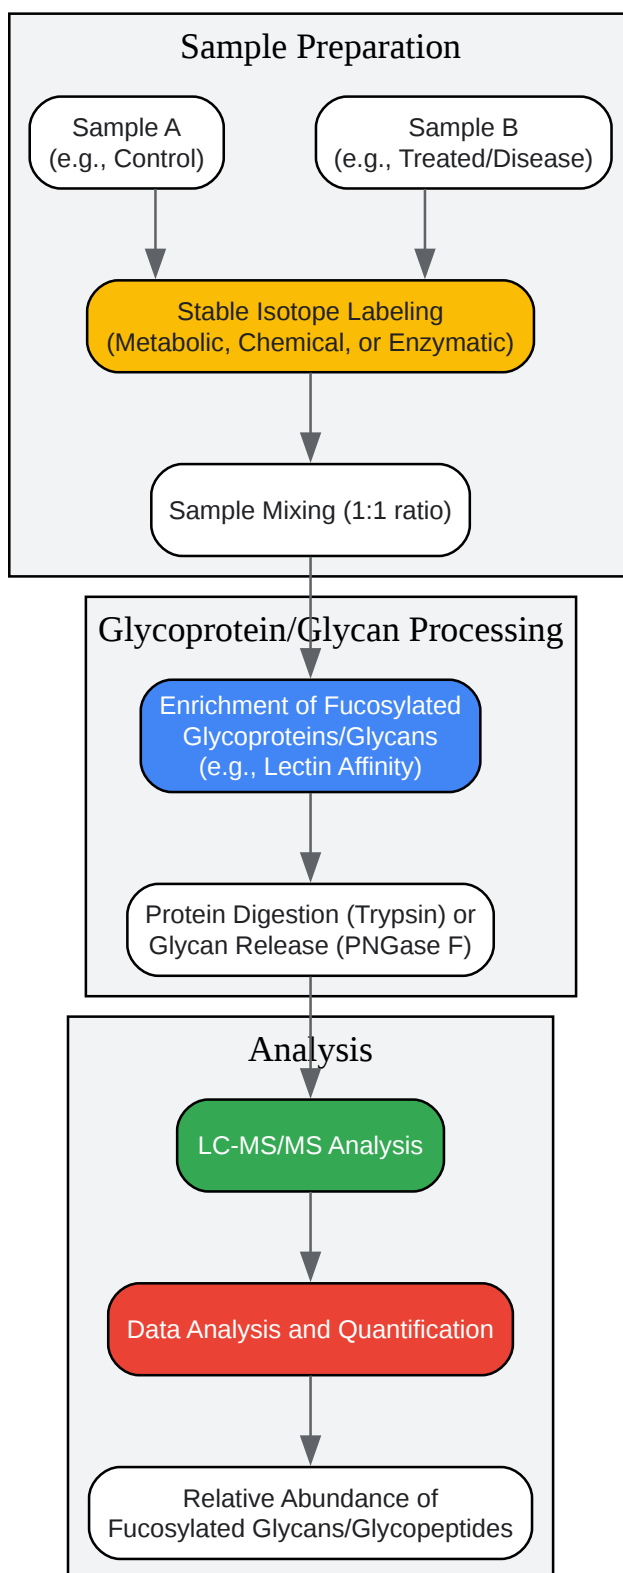 Sample Preparation
Sample A
(e.g., Control)
Sample B
(e.g., Treated/Disease)
Stable Isotope Labeling
(Metabolic, Chemical, or Enzymatic)
Sample Mixing (1:1 ratio)
Glycoprotein/Glycan Processing
Enrichment of Fucosylated
Glycoproteins/Glycans
(e.g., Lectin Affinity)
Protein Digestion (Trypsin) or
Glycan Release (PNGase F)
Analysis
LC-MS/MS Analysis
Data Analysis and Quantification
Relative Abundance of
Fucosylated Glycans/Glycopeptides